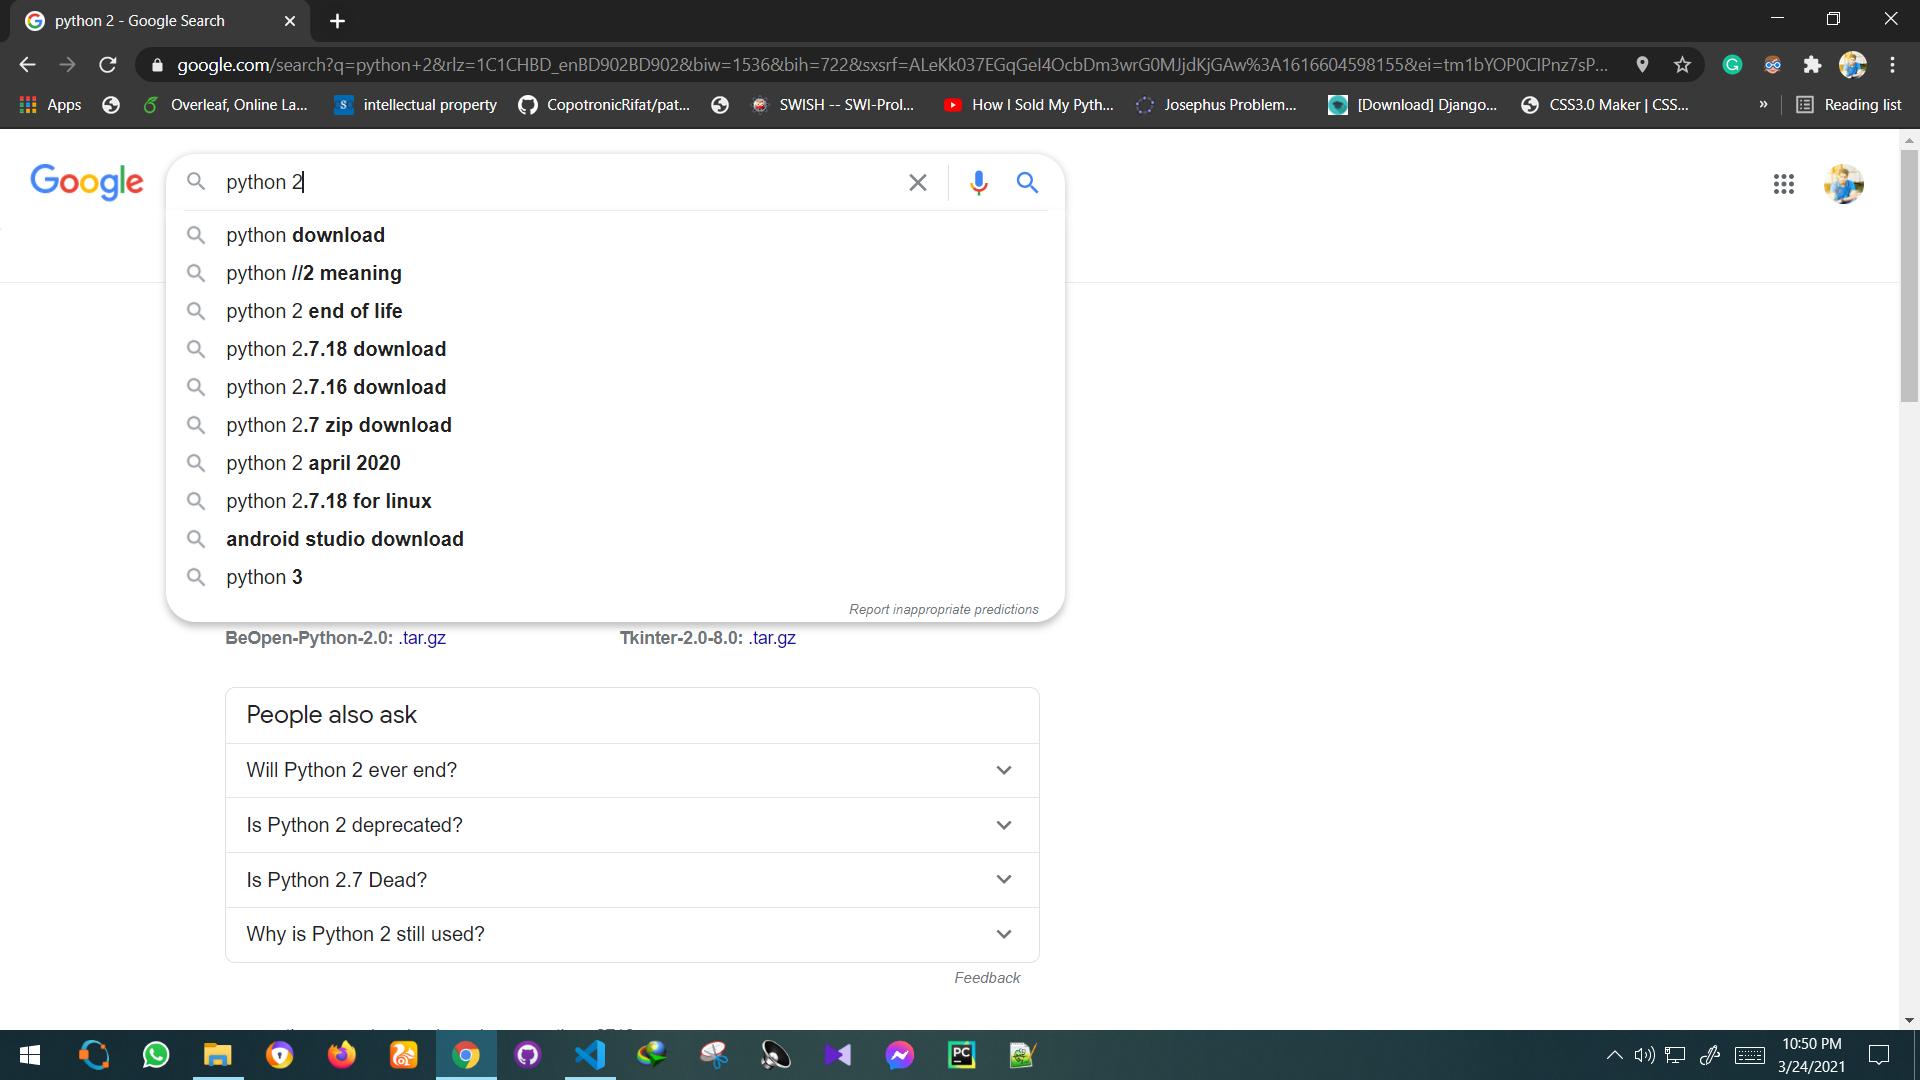 python 2 - Google Search
google.com/search?q=python+2&rlz=1C1CHBD_enBD902BD902&biw=1536&bih=722&sxsrf=ALeKk037EGqGeI4OcbDm3wrG0MJjdKjGAw%3A1616604598155&ei=tm1bYOP0CIPnz7sP...
Apps Overleaf, Online La... intellectual property CopotronicRifat/pat... SWISH -- SWI-Prol... How I Sold My Pyth... Josephus Problem... [Download] Django... CSS3.0 Maker | CSS... » Reading list
Google
python 2
python download
python //2 meaning
python 2 end of life
python 2.7.18 download
python 2.7.16 download
python 2.7 zip download
python 2 april 2020
python 2.7.18 for linux
android studio download
python 3
Report inappropriate predictions
BeOpen-Python-2.0: .tar.gz Tkinter-2.0-8.0: .tar.gz
People also ask
Will Python 2 ever end?
Is Python 2 deprecated?
Is Python 2.7 Dead?
Why is Python 2 still used?
Feedback
10:50 PM
3/24/2021